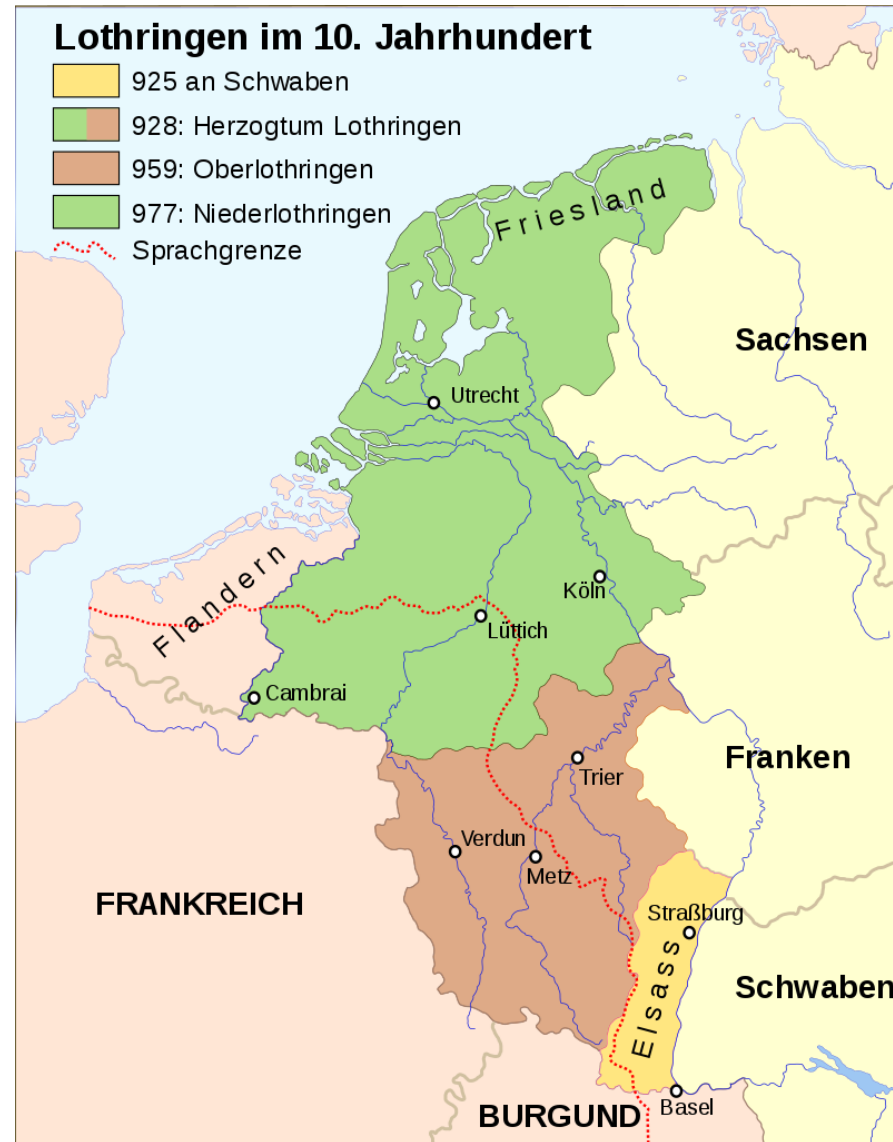 Lothringen im 10. Jahrhundert
925 an Schwaben
928: Herzogtum Lothringen
959: Oberlothringen
977: Niederlothringen
Sprachgrenze
Friesland
Sachsen
Utrecht
Flandern
Köln
Lüttich
Cambrai
Trier
Franken
Verdun
Metz
FRANKREICH
Straßburg
Elsass
Schwaben
Basel
BURGUND